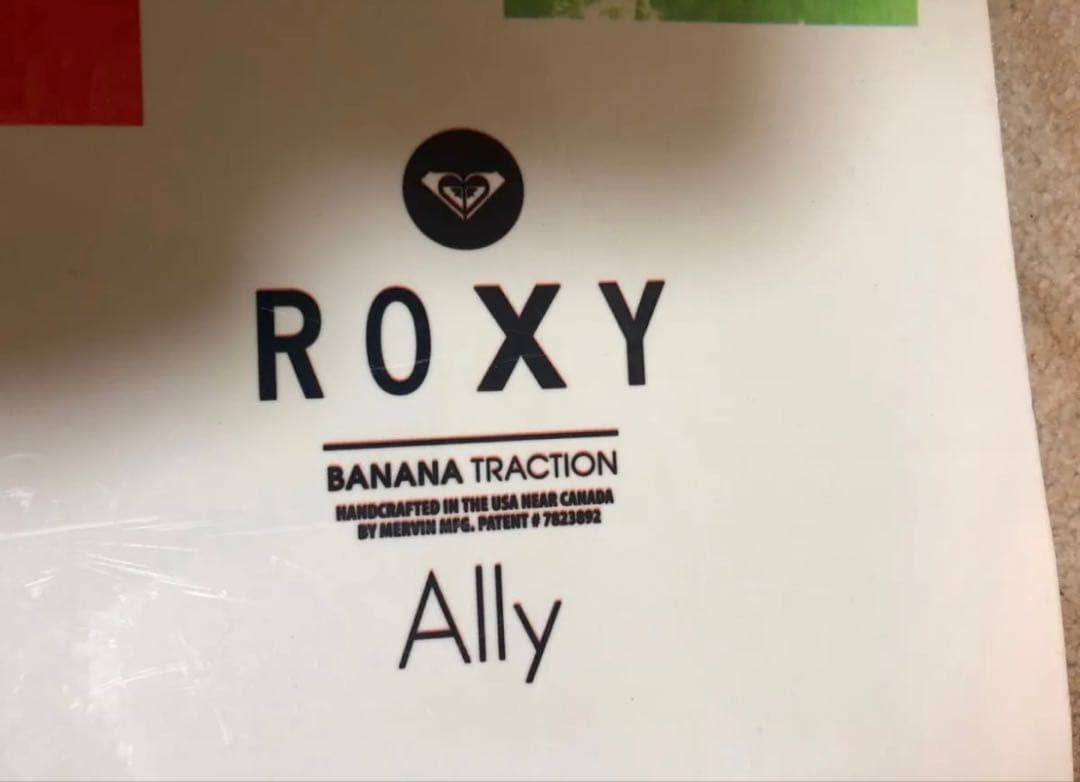 ROXY
BANANA TRACTION
HANDCRAFTED IN THE USA NEAR CANADA
BY MERVIN MFG. PATENT # 7823892
Ally